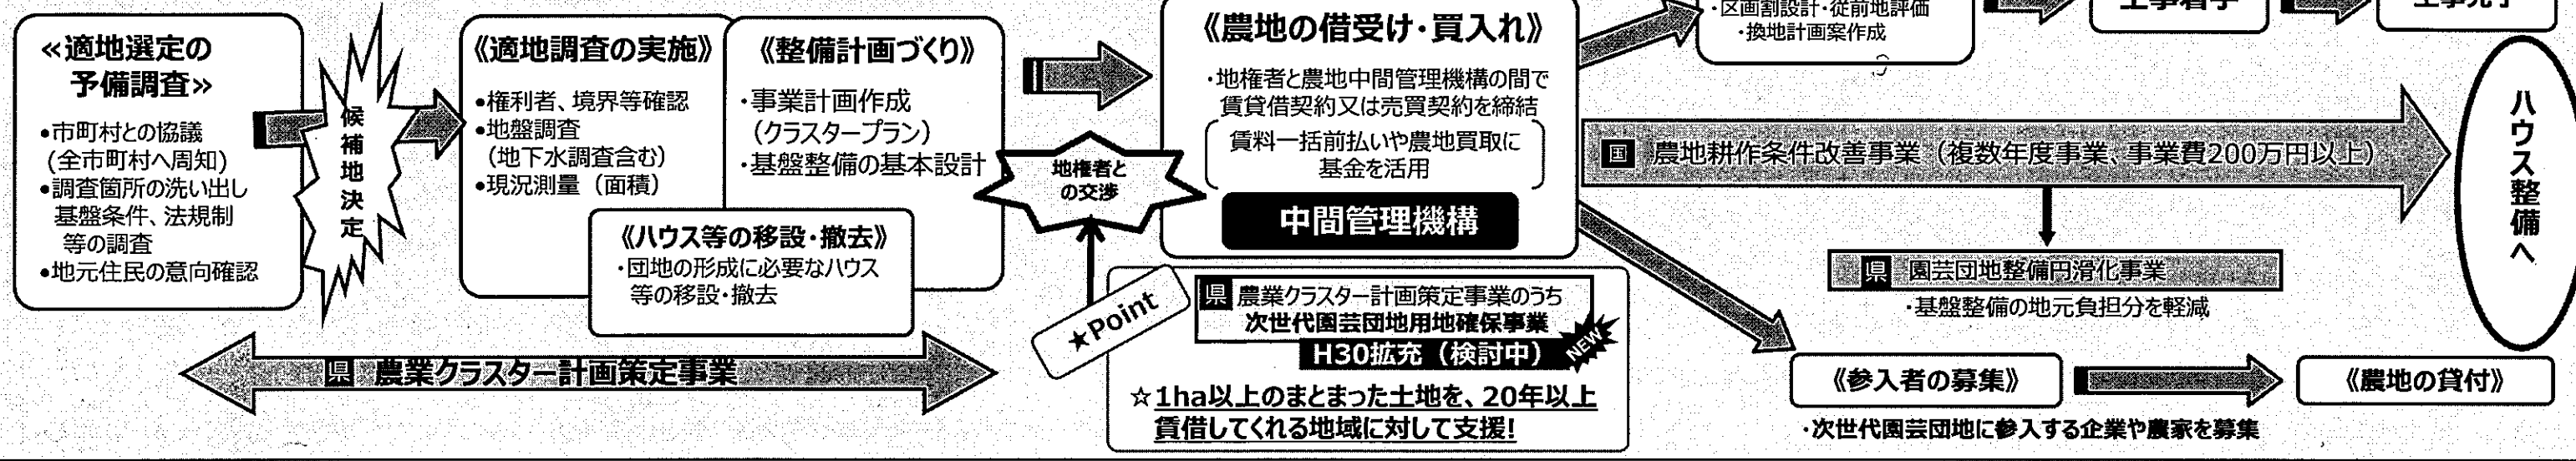 ≪適地選定の
予備調査≫
•市町村との協議
(全市町村へ周知)
•調査箇所の洗い出し
基盤条件、法規制
等の調査
•地元住民の意向確認
候補地決定
《適地調査の実施》
•権利者、境界等確認
•地盤調査
(地下水調査含む)
•現況測量(面積)
《整備計画づくり》
・事業計画作成
(クラスタープラン)
・基盤整備の基本設計
《ハウス等の移設・撤去》
・団地の形成に必要なハウス
等の移設・撤去
県 農業クラスター計画策定事業
地権者と
の交渉
《農地の借受け・買入れ》
・地権者と農地中間管理機構の間で
賃貸借契約又は売買契約を締結
賃料一括前払いや農地買取に
基金を活用
中間管理機構
★Point
県 農業クラスター計画策定事業のうち
次世代園芸団地用地確保事業
H30拡充(検討中)
NEW
☆1ha以上のまとまった土地を、20年以上
賃借してくれる地域に対して支援!
・区画割設計・従前地評価
・換地計画案作成
工事着手
工事完了
国 農地耕作条件改善事業(複数年度事業、事業費200万円以上)
県 園芸団地整備円滑化事業
・基盤整備の地元負担分を軽減
《参入者の募集》
・次世代園芸団地に参入する企業や農家を募集
《農地の貸付》
ハウス整備へ